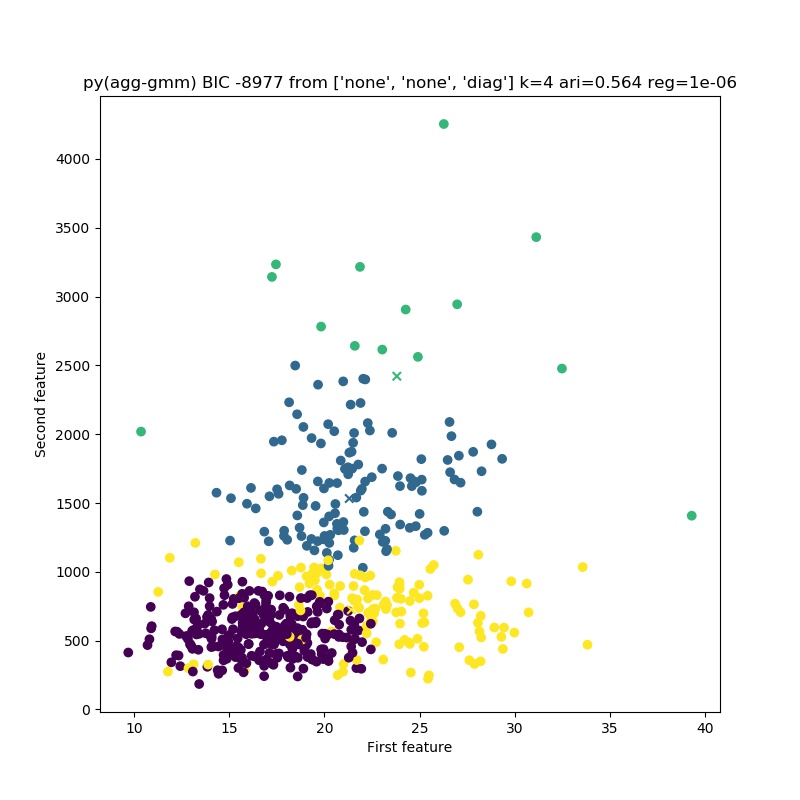 py(agg-gmm) BIC -8977 from ['none', 'none', 'diag'] k=4 ari=0.564 reg=1e-06
4000
3500
3000
2500
2000
1500
1000
500
0
Second feature
10 15 20 25 30 35 40
First feature